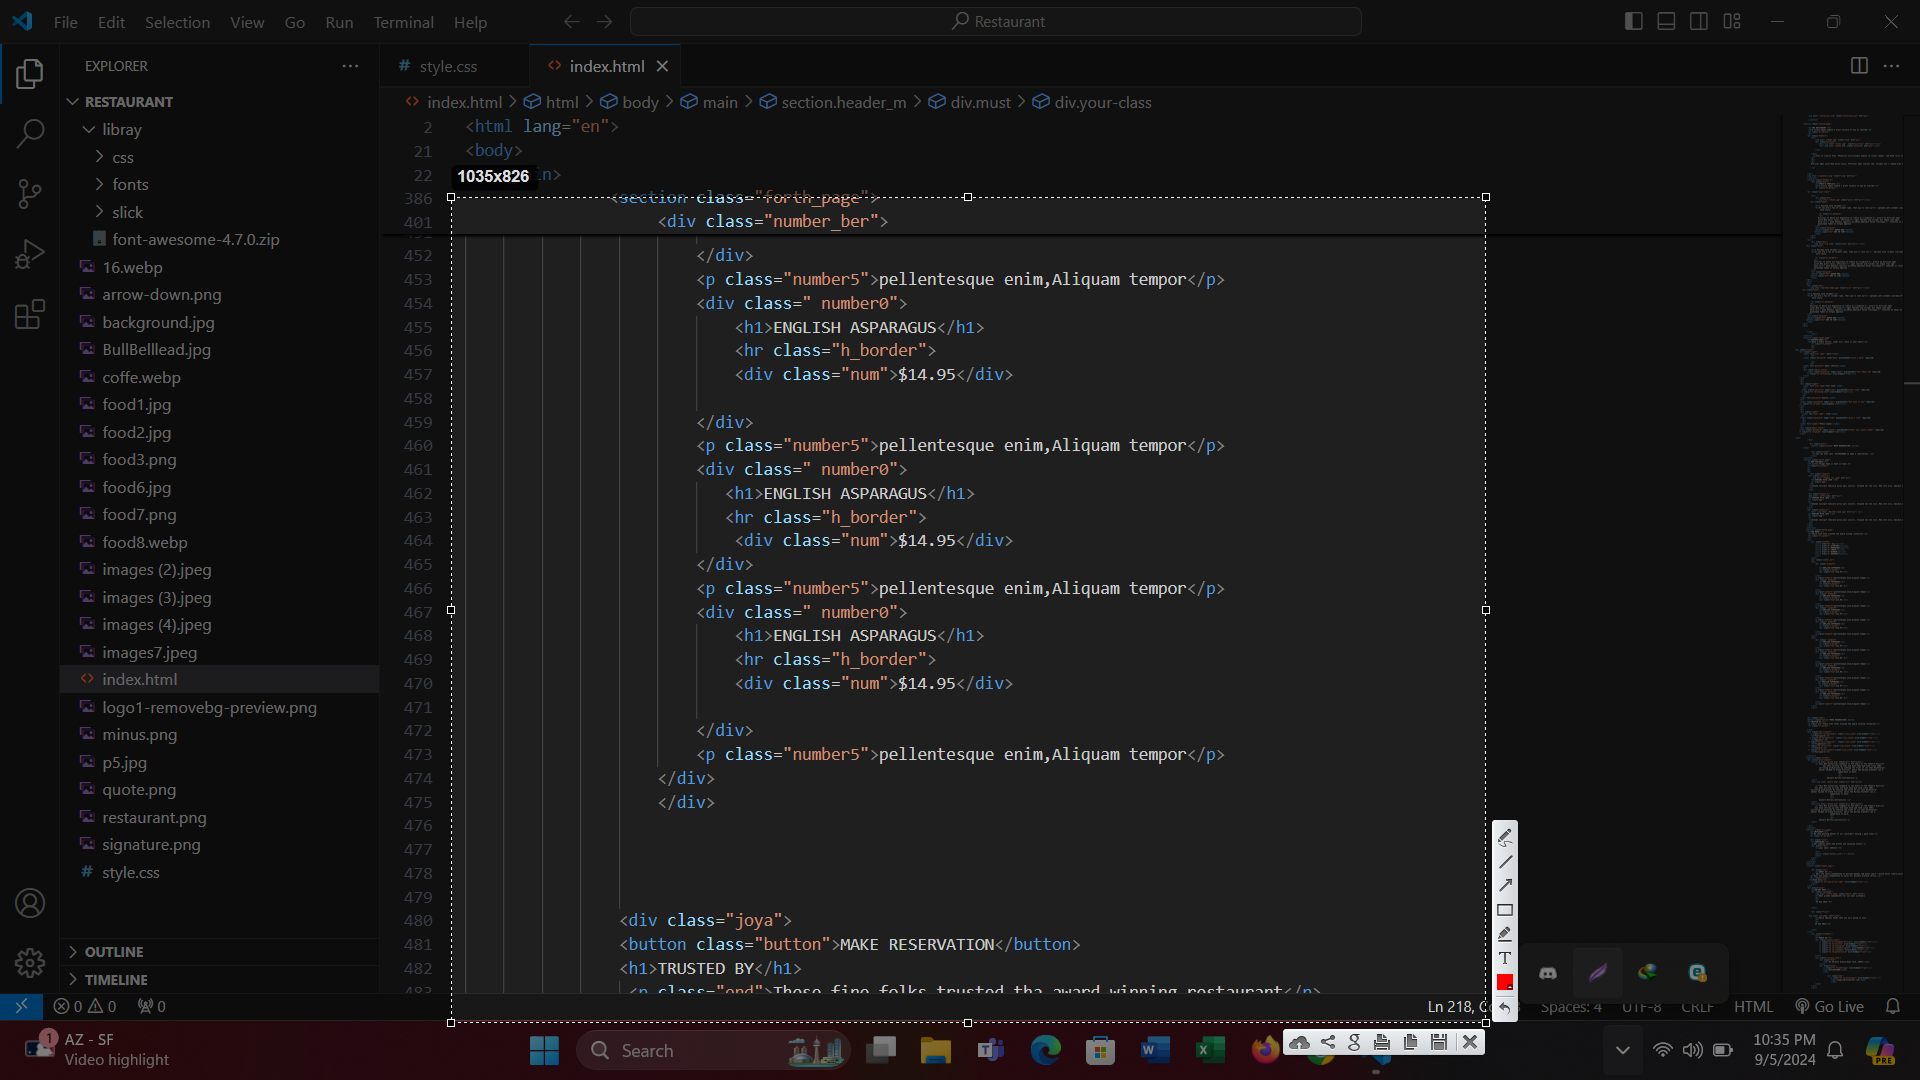 File Edit Selection View Go Run Terminal Help
Restaurant
EXPLORER
style.css
index.html
RESTAURANT
libray
css
fonts
slick
font-awesome-4.7.0.zip
16.webp
arrow-down.png
background.jpg
BullBelllead.jpg
coffe.webp
food1.jpg
food2.jpg
food3.png
food6.jpg
food7.png
food8.webp
images (2).jpeg
images (3).jpeg
images (4).jpeg
images7.jpeg
index.html
logo1-removebg-preview.png
minus.png
p5.jpg
quote.png
restaurant.png
signature.png
style.css
OUTLINE
TIMELINE
index.html > html > body > main > section.header_m > div.must > div.your-class
2 <html lang="en">
21 <body>
22 in>
1035x826
386 <section class="forth_page">
401 <div class="number_ber">
452 </div>
453 <p class="number5">pellentesque enim,Aliquam tempor</p>
454 <div class=" number0">
455 <h1>ENGLISH ASPARAGUS</h1>
456 <hr class="h_border">
457 <div class="num">$14.95</div>
458
459 </div>
460 <p class="number5">pellentesque enim,Aliquam tempor</p>
461 <div class=" number0">
462 <h1>ENGLISH ASPARAGUS</h1>
463 <hr class="h_border">
464 <div class="num">$14.95</div>
465 </div>
466 <p class="number5">pellentesque enim,Aliquam tempor</p>
467 <div class=" number0">
468 <h1>ENGLISH ASPARAGUS</h1>
469 <hr class="h_border">
470 <div class="num">$14.95</div>
471
472 </div>
473 <p class="number5">pellentesque enim,Aliquam tempor</p>
474 </div>
475 </div>
476
477
478
479
480 <div class="joya">
481 <button class="button">MAKE RESERVATION</button>
482 <h1>TRUSTED BY</h1>
483 <p class="end">These fine folks trusted tha award winning restaurant</p>
0 0 0
Ln 218, C
Spaces: 4 UTF-8 CRLF HTML Go Live
1
AZ - SF
Video highlight
Search
10:35 PM
9/5/2024